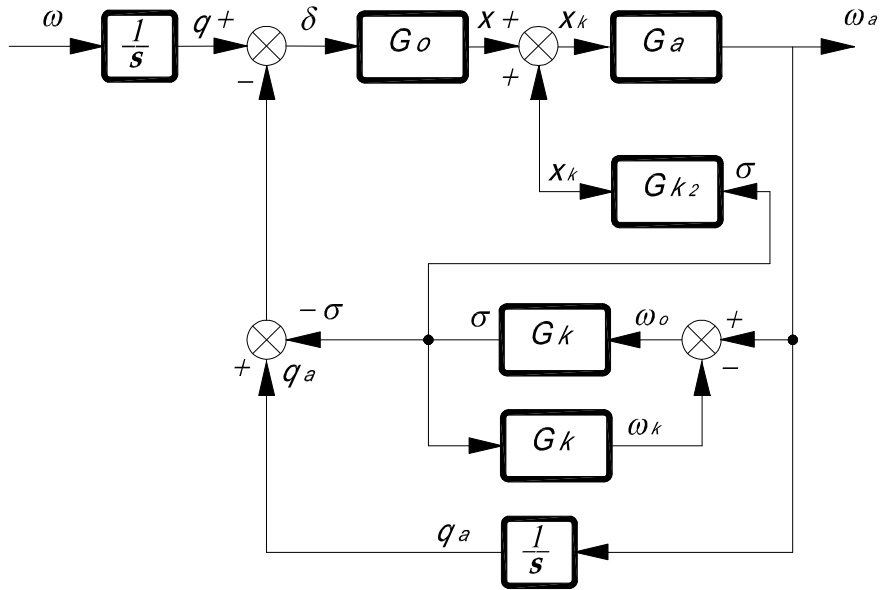 ω 1/s q + δ Go x + xk Ga ωa
- +
xk Gk2 σ
- σ σ Gk ωo +
+ qa -
Gk ωk
qa 1/s